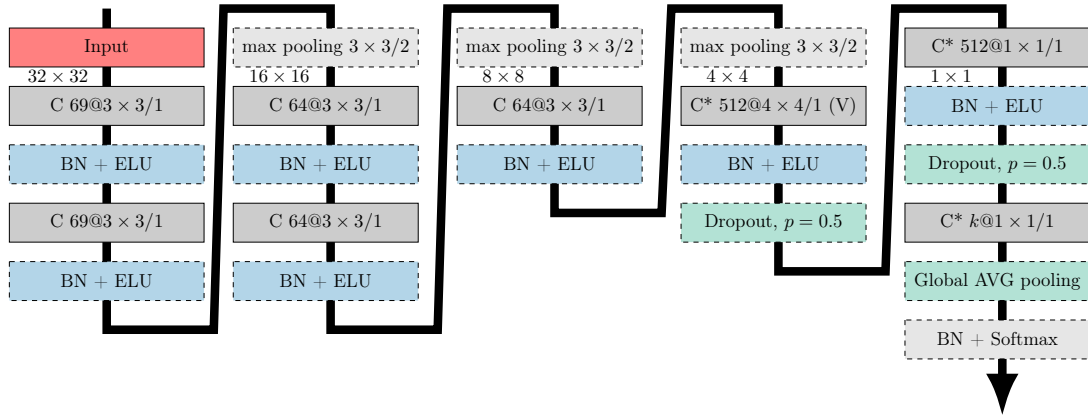 Input
32 × 32
C 69@3 × 3/1
BN + ELU
C 69@3 × 3/1
BN + ELU
max pooling 3 × 3/2
16 × 16
C 64@3 × 3/1
BN + ELU
C 64@3 × 3/1
BN + ELU
max pooling 3 × 3/2
8 × 8
C 64@3 × 3/1
BN + ELU
max pooling 3 × 3/2
4 × 4
C* 512@4 × 4/1 (V)
BN + ELU
Dropout, p = 0.5
C* 512@1 × 1/1
1 × 1
BN + ELU
Dropout, p = 0.5
C* k@1 × 1/1
Global AVG pooling
BN + Softmax